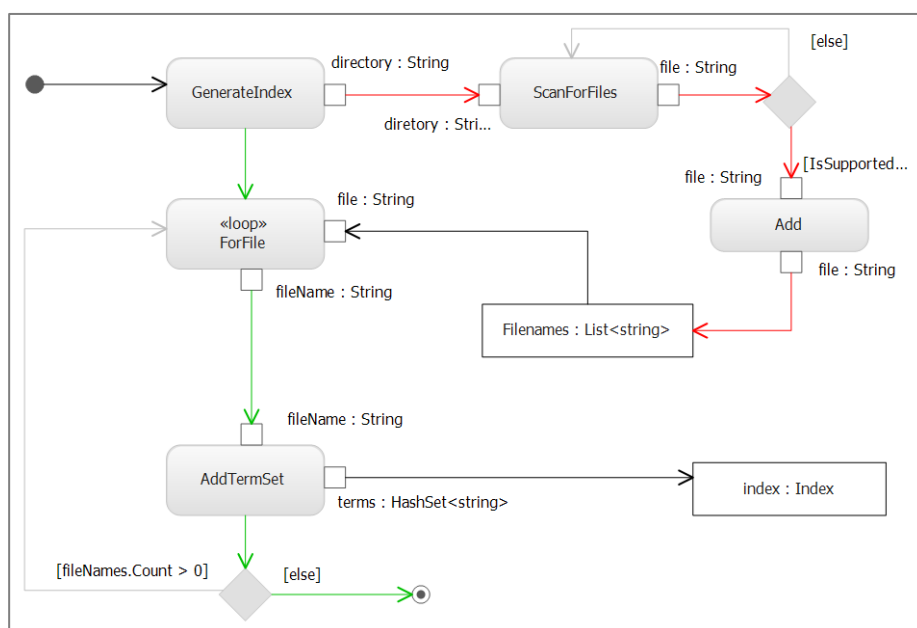 directory : String
[else]
GenerateIndex
ScanForFiles
file : String
diretory : Stri...
[IsSupported...
file : String
«loop»
ForFile
file : String
Add
fileName : String
file : String
Filenames : List<string>
fileName : String
AddTermSet
terms : HashSet<string>
index : Index
[fileNames.Count > 0]
[else]